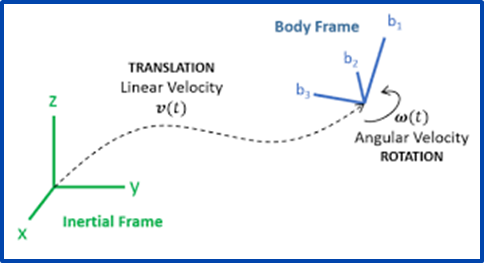 Body Frame
b1
b2
b3
TRANSLATION
Linear Velocity
v(t)
ω(t)
Angular Velocity
ROTATION
z
y
x
Inertial Frame